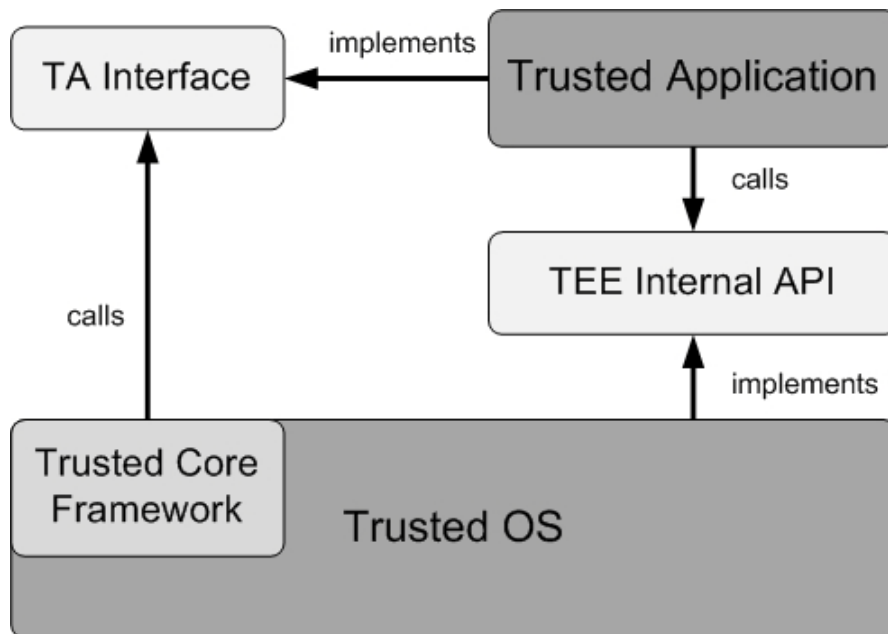 TA Interface
implements
Trusted Application
calls
TEE Internal API
calls
implements
Trusted Core
Framework
Trusted OS